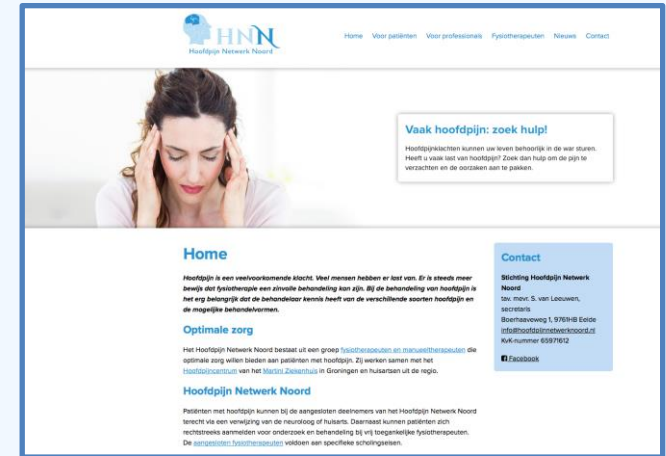 HNN
Hoofdpijn Netwerk Noord
Home Voor patiënten Voor professionals Fysiotherapeuten Nieuws Contact
Vaak hoofdpijn: zoek hulp!
Hoofdpijnklachten kunnen uw leven behoorlijk in de war sturen.
Heeft u vaak last van hoofdpijn? Zoek dan hulp om de pijn te
verzachten en de oorzaken aan te pakken.
Home
Hoofdpijn is een veelvoorkomende klacht. Veel mensen hebben er last van. Er is steeds meer
bewijs dat fysiotherapie een zinvolle behandeling kan zijn. Bij de behandeling van hoofdpijn is
het erg belangrijk dat de behandelaar kennis heeft van de verschillende soorten hoofdpijn en
de mogelijke behandelvormen.
Optimale zorg
Het Hoofdpijn Netwerk Noord bestaat uit een groep fysiotherapeuten en manueeltherapeuten die
optimale zorg willen bieden aan patiënten met hoofdpijn. Zij werken samen met het
Hoofdpijncentrum van het Martini Ziekenhuis in Groningen en huisartsen uit de regio.
Hoofdpijn Netwerk Noord
Patiënten met hoofdpijn kunnen bij de aangesloten deelnemers van het Hoofdpijn Netwerk Noord
terecht via een verwijzing van de neuroloog of huisarts. Daarnaast kunnen patiënten zich
rechtstreeks aanmelden voor onderzoek en behandeling bij vrij toegankelijke fysiotherapeuten.
De aangesloten fysiotherapeuten voldoen aan specifieke scholingseisen.
Contact
Stichting Hoofdpijn Netwerk
Noord
tav. mevr. S. van Leeuwen,
secretaris
Boerhaaveweg 1, 9761HB Eelde
info@hoofdpijnnetwerknoord.nl
KvK-nummer 65971612
Facebook